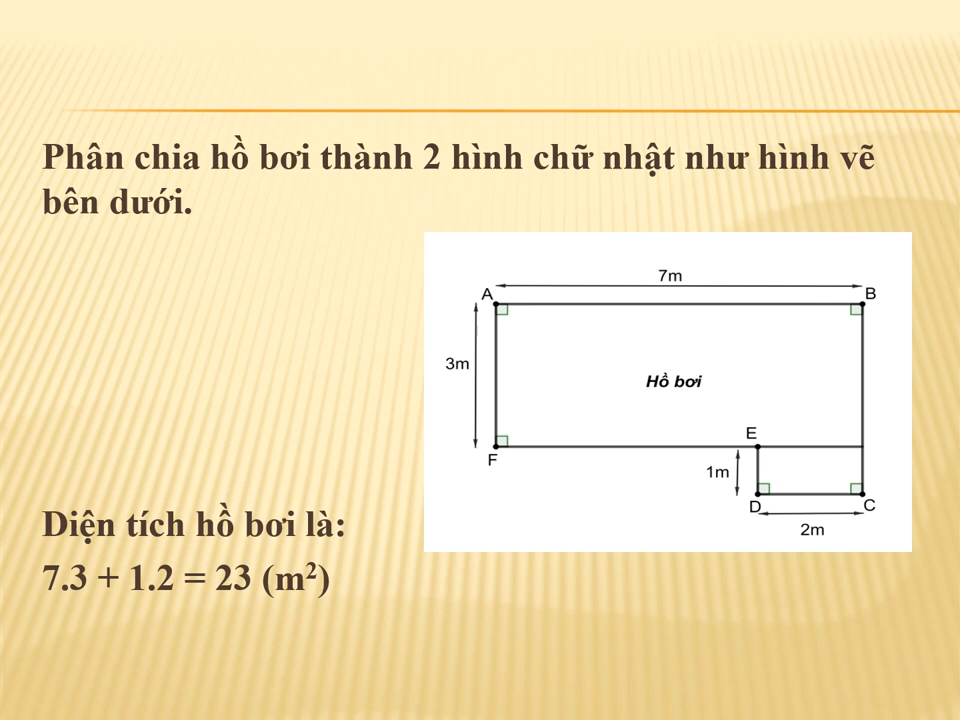 Phân chia hồ bơi thành 2 hình chữ nhật như hình vẽ
bên dưới.
7m
A
B
3m
Hồ bơi
E
F
1m
D
C
2m
Diện tích hồ bơi là:
7.3 + 1.2 = 23 (m²)